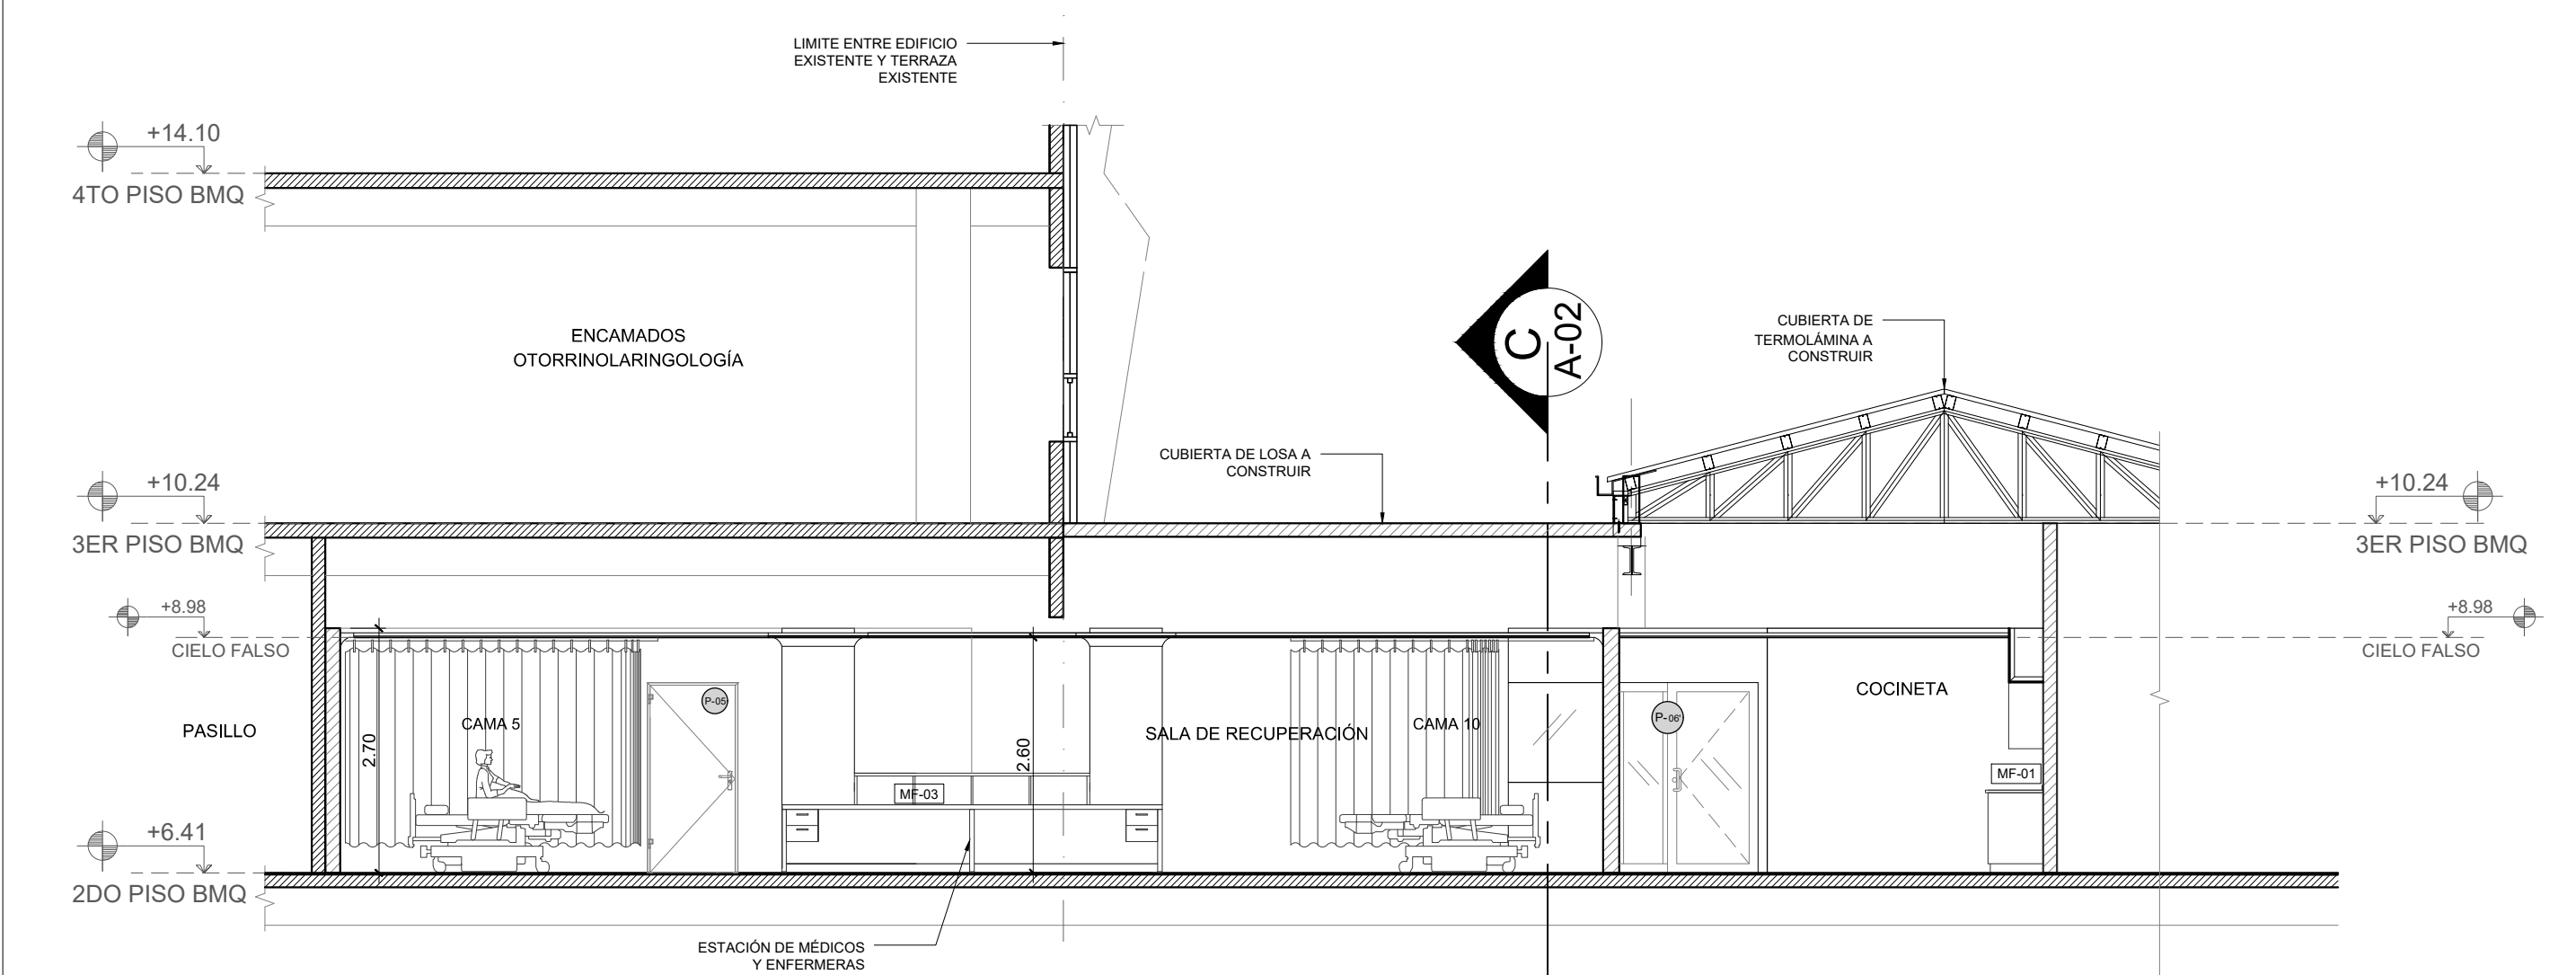 LIMITE ENTRE EDIFICIO
EXISTENTE Y TERRAZA
EXISTENTE
+14.10
4TO PISO BMQ
ENCAMADOS
OTORRINOLARINGOLOGÍA
C
A-02
CUBIERTA DE
TERMOLÁMINA A
CONSTRUIR
CUBIERTA DE LOSA A
CONSTRUIR
+10.24
3ER PISO BMQ
+10.24
3ER PISO BMQ
+8.98
CIELO FALSO
+8.98
CIELO FALSO
PASILLO
2.70
CAMA 5
P-05
MF-03
2.60
SALA DE RECUPERACIÓN
CAMA 10
P-06'
COCINETA
MF-01
+6.41
2DO PISO BMQ
ESTACIÓN DE MÉDICOS
Y ENFERMERAS